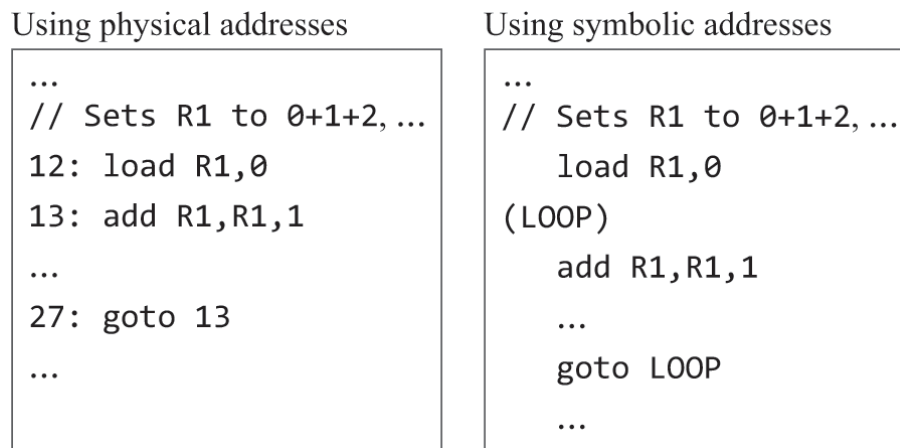 Using physical addresses
...
// Sets R1 to 0+1+2, ...
12: load R1,0
13: add R1,R1,1
...
27: goto 13
...
Using symbolic addresses
...
// Sets R1 to 0+1+2, ...
load R1,0
(LOOP)
add R1,R1,1
...
goto LOOP
...